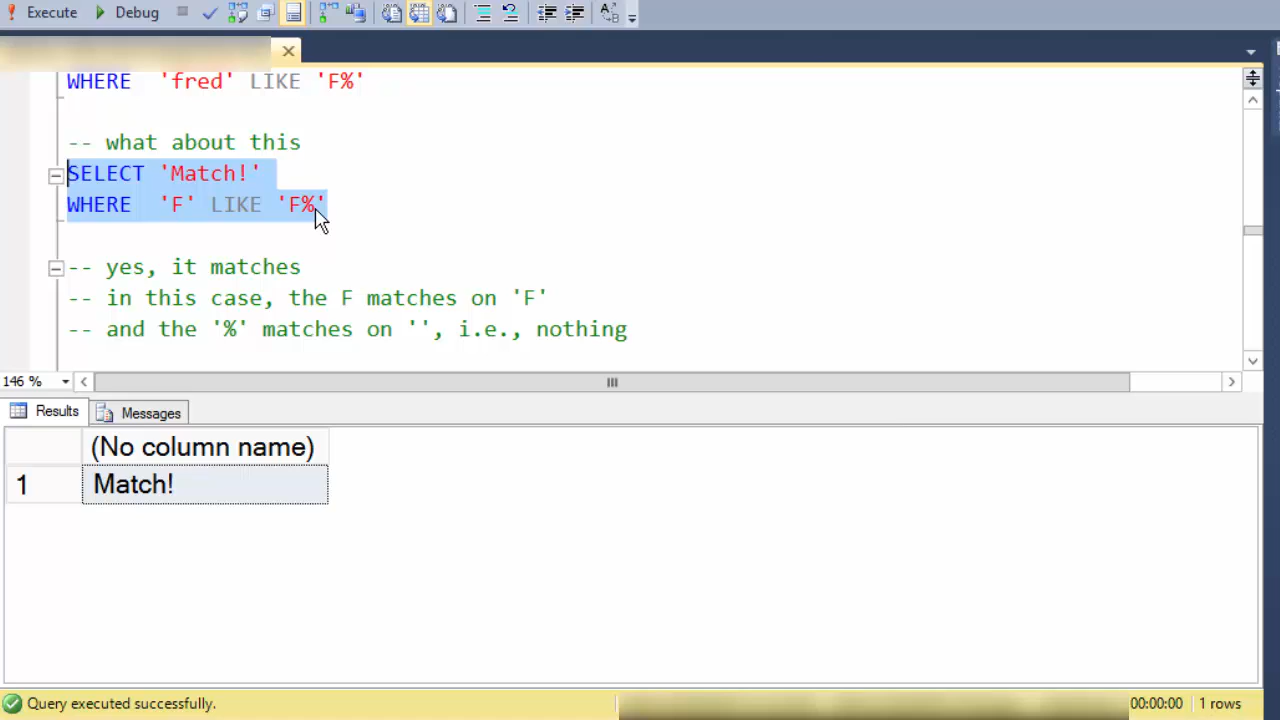 Execute Debug
WHERE 'fred' LIKE 'F%'
-- what about this
SELECT 'Match!'
WHERE 'F' LIKE 'F%'
-- yes, it matches
-- in this case, the F matches on 'F'
-- and the '%' matches on '', i.e., nothing
146 %
Results Messages
(No column name)
1 Match!
Query executed successfully. 00:00:00 1 rows